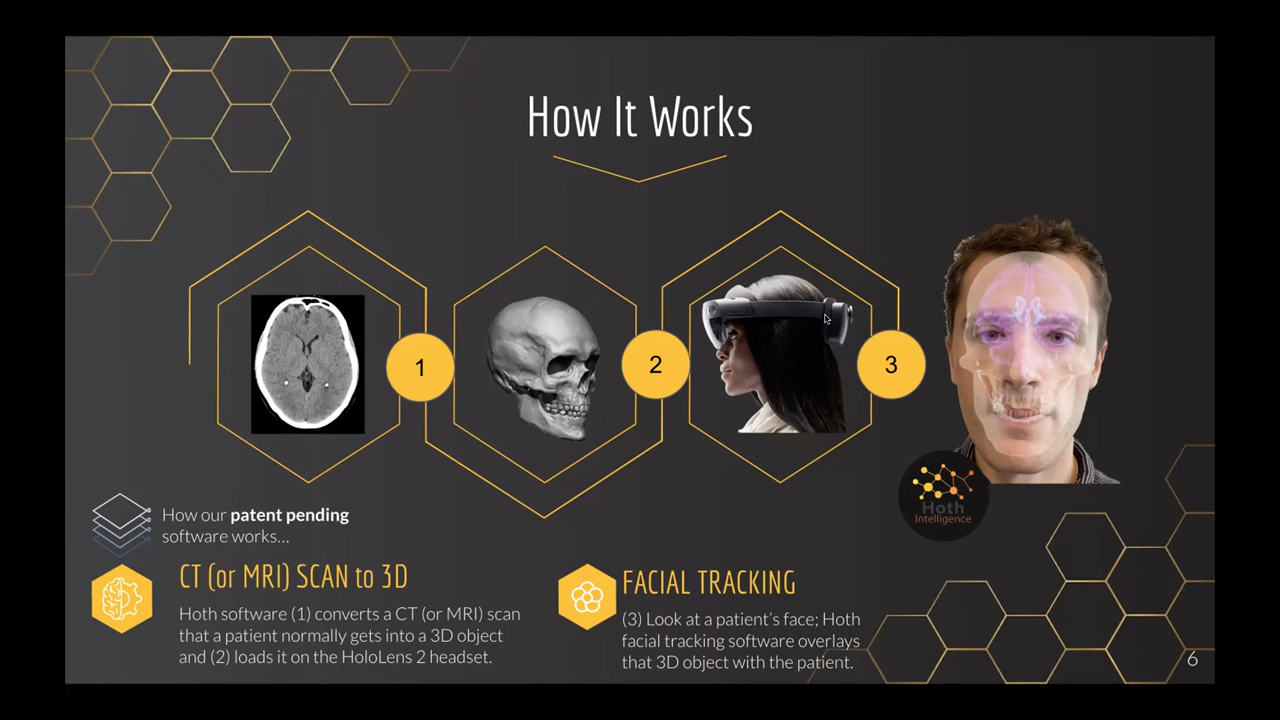 How It Works
1
2
3
Hoth
Intelligence
How our patent pending
software works...
CT (or MRI) SCAN to 3D
Hoth software (1) converts a CT (or MRI) scan
that a patient normally gets into a 3D object
and (2) loads it on the HoloLens 2 headset.
FACIAL TRACKING
(3) Look at a patient's face; Hoth
facial tracking software overlays
that 3D object with the patient.
6